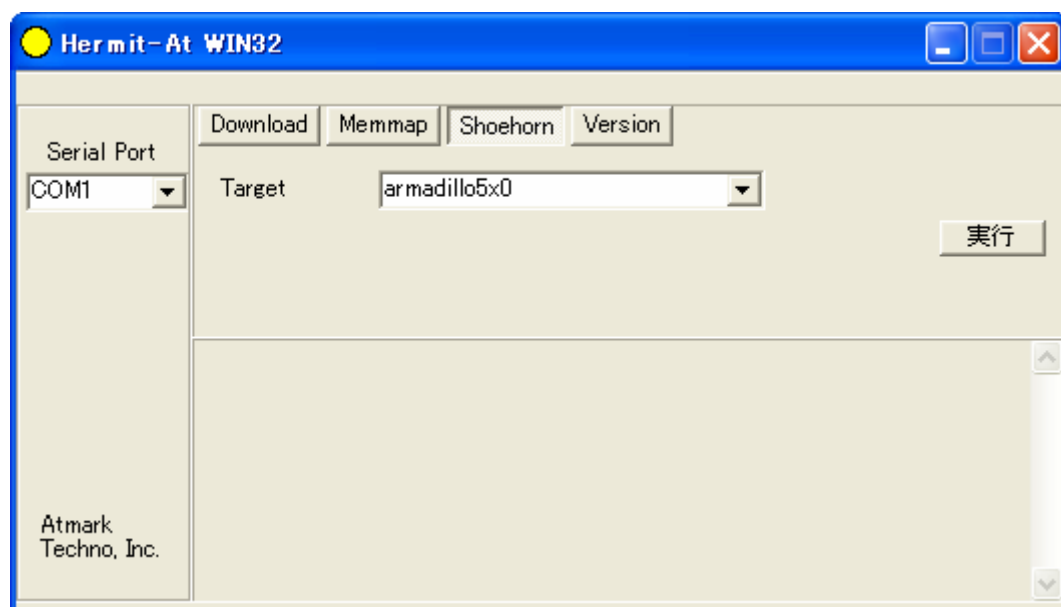 Hermit-At WIN32
Download Memmap Shoehorn Version
Serial Port
COM1
Target armadillo5x0
実行
Atmark
Techno, Inc.